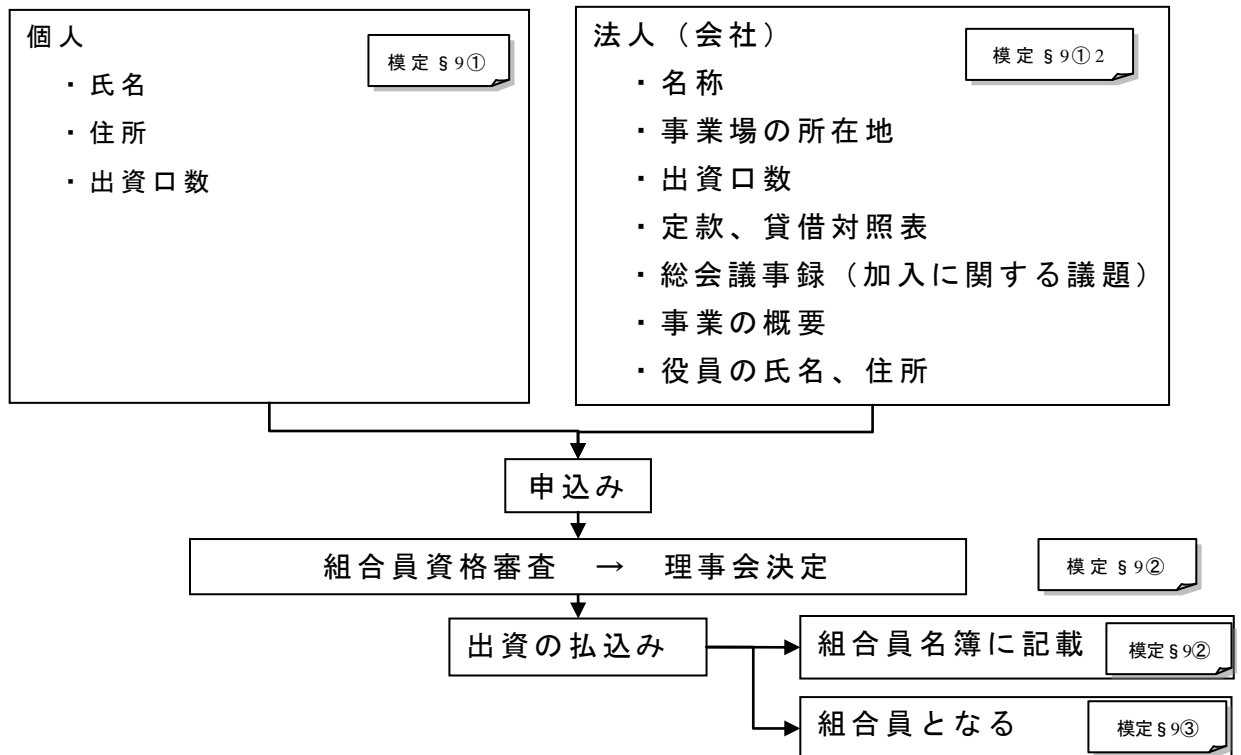 個人
模定§9①
・氏名
・住所
・出資口数
法人（会社）
模定§9①2
・名称
・事業場の所在地
・出資口数
・定款、貸借対照表
・総会議事録（加入に関する議題）
・事業の概要
・役員の氏名、住所
申込み
組合員資格審査 → 理事会決定
模定§9②
出資の払込み
組合員名簿に記載
模定§9②
組合員となる
模定§9③